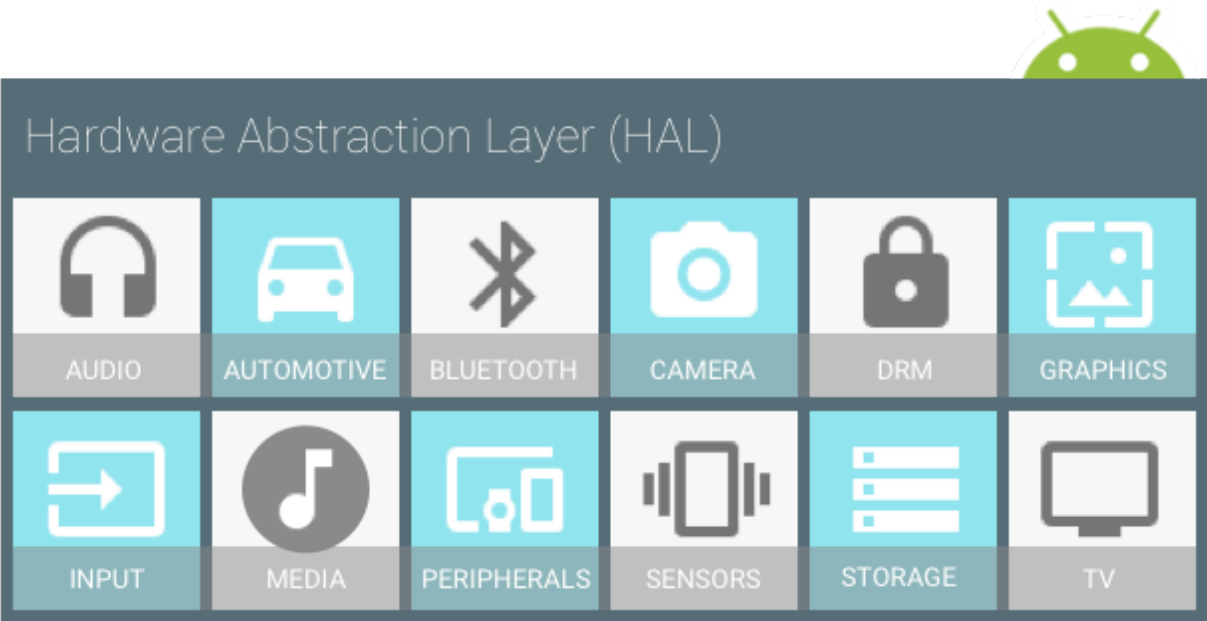 Hardware Abstraction Layer (HAL)
AUDIO
AUTOMOTIVE
BLUETOOTH
CAMERA
DRM
GRAPHICS
INPUT
MEDIA
PERIPHERALS
SENSORS
STORAGE
TV